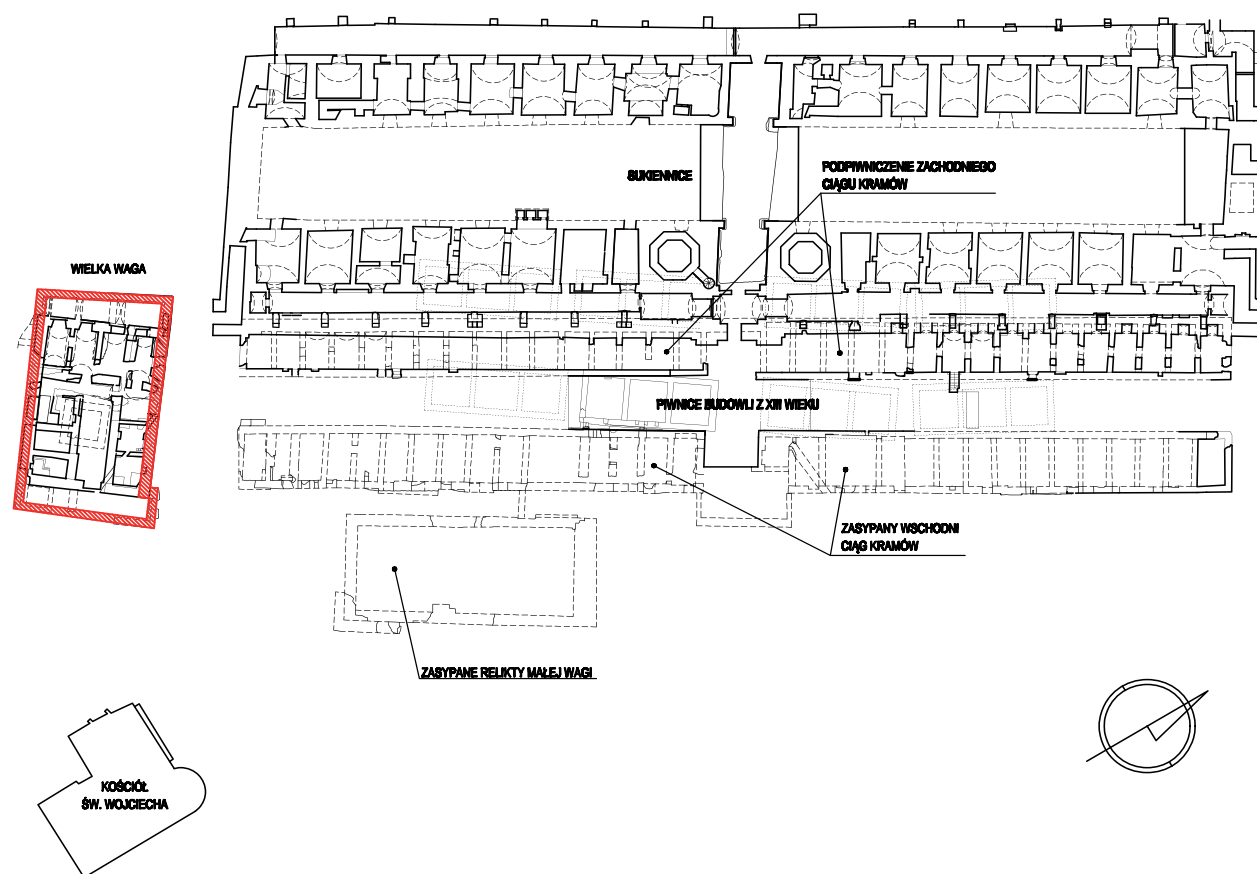 PODPIWNICZENIE ZACHODNIEGO
CIĄGU KRAMÓW
SUKIENNICE
WIELKA WAGA
PIWNICE BUDOWLI Z XIII WIEKU
ZASYPANY WSCHODNI
CIĄG KRAMÓW
ZASYPANE RELIKTY MAŁEJ WAGI
KOŚCIÓŁ
ŚW. WOJCIECHA